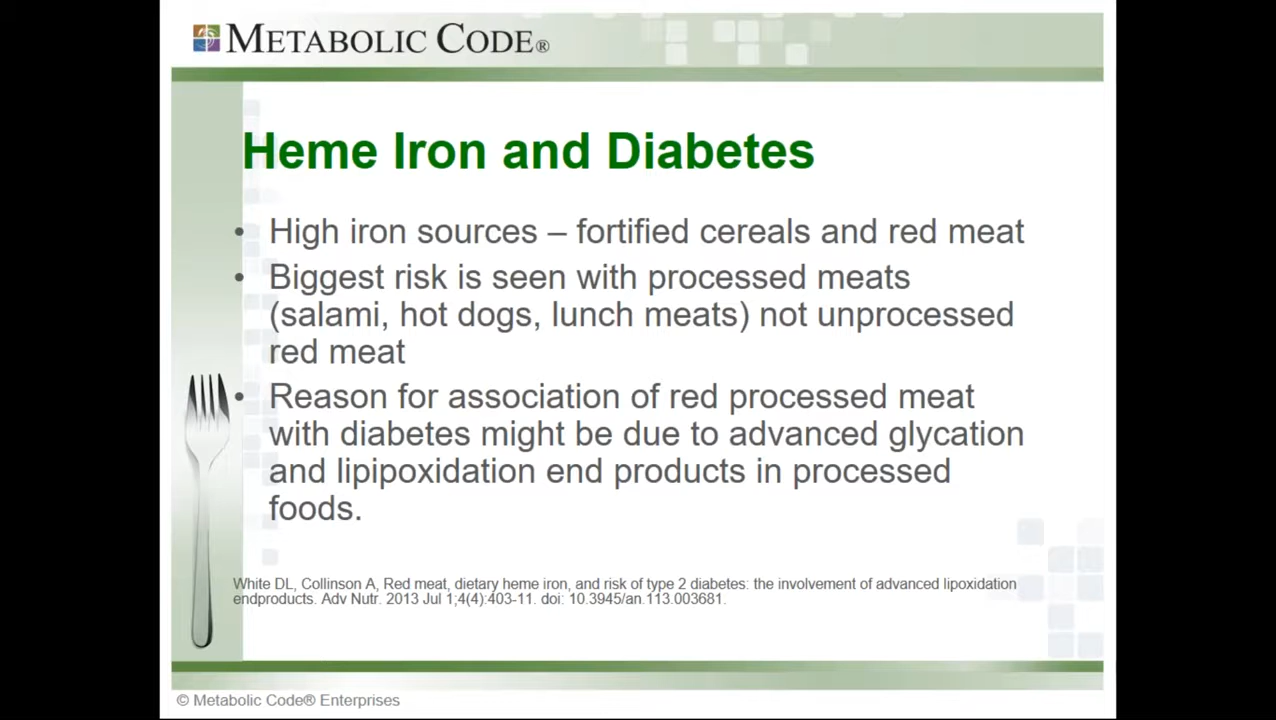 METABOLIC CODE®
Heme Iron and Diabetes
• High iron sources – fortified cereals and red meat
• Biggest risk is seen with processed meats
(salami, hot dogs, lunch meats) not unprocessed
red meat
• Reason for association of red processed meat
with diabetes might be due to advanced glycation
and lipipoxidation end products in processed
foods.
White DL, Collinson A, Red meat, dietary heme iron, and risk of type 2 diabetes: the involvement of advanced lipoxidation
endproducts. Adv Nutr. 2013 Jul 1;4(4):403-11. doi: 10.3945/an.113.003681.
© Metabolic Code® Enterprises